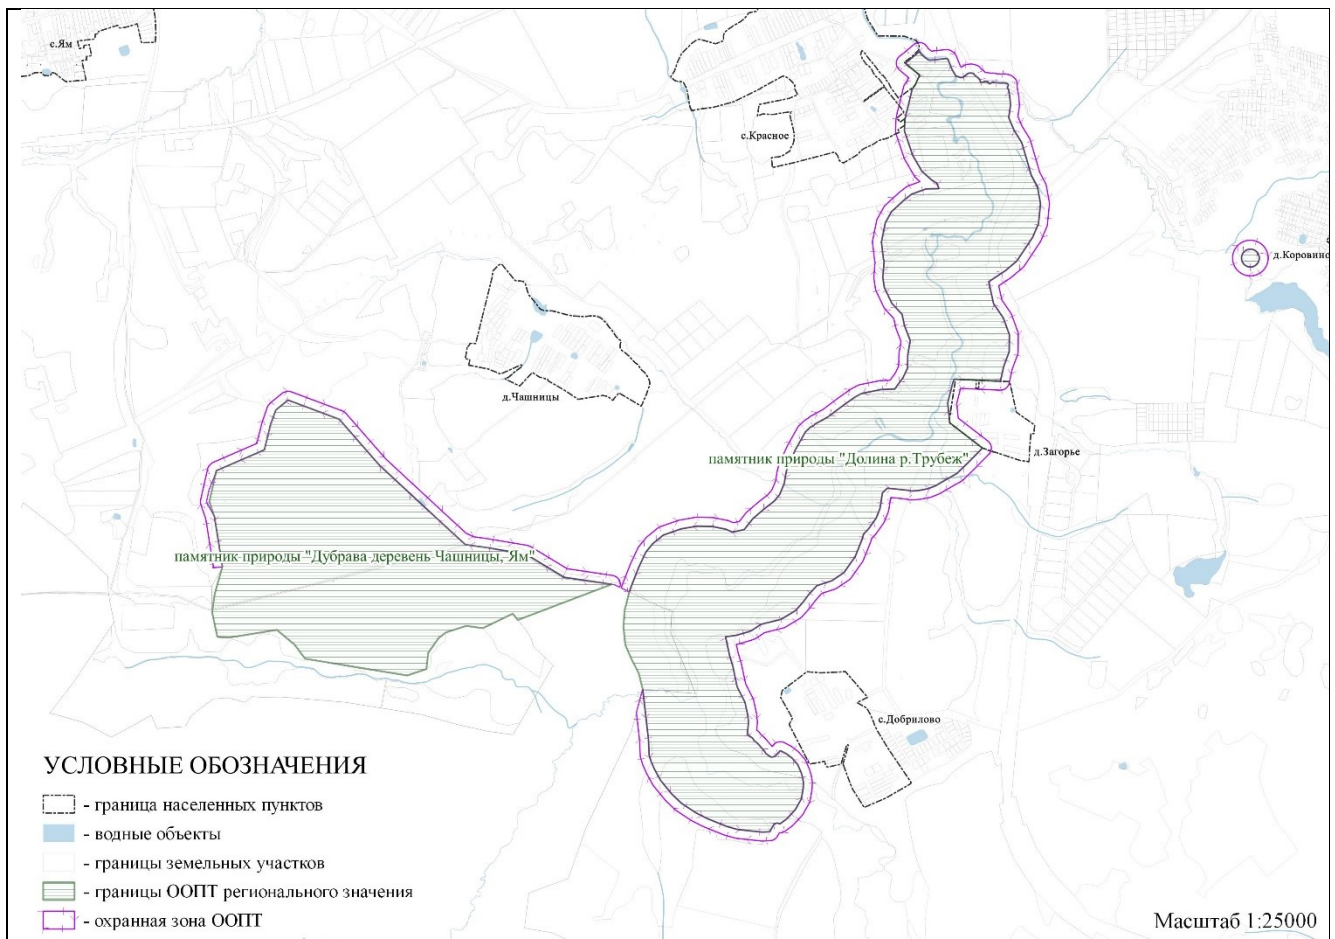 с.Ям
с.Красное
д.Коровино
д.Чашницы
д.Загорье
памятник природы "Долина р.Трубеж"
памятник природы "Дубрава деревень Чашницы, Ям"
с.Добрилово
УСЛОВНЫЕ ОБОЗНАЧЕНИЯ
- граница населенных пунктов
- водные объекты
- границы земельных участков
- границы ООПТ регионального значения
- охранная зона ООПТ
Масштаб 1:25000